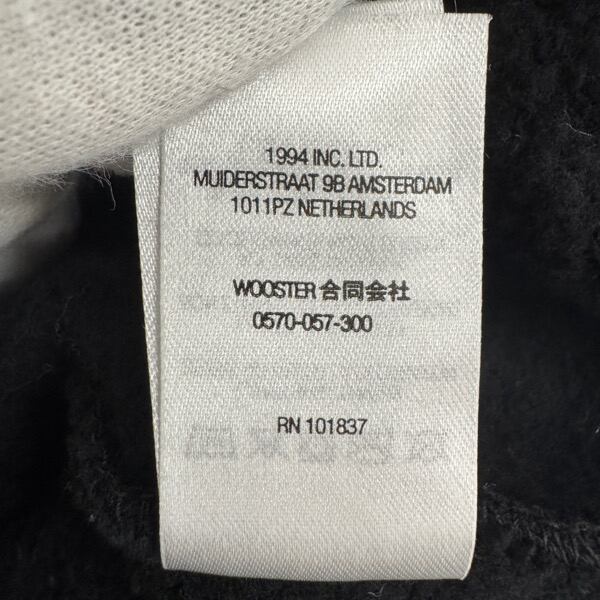 1994 INC. LTD.
MUIDERSTRAAT 9B AMSTERDAM
1011PZ NETHERLANDS
WOOSTER 合同会社
0570-057-300
RN 101837